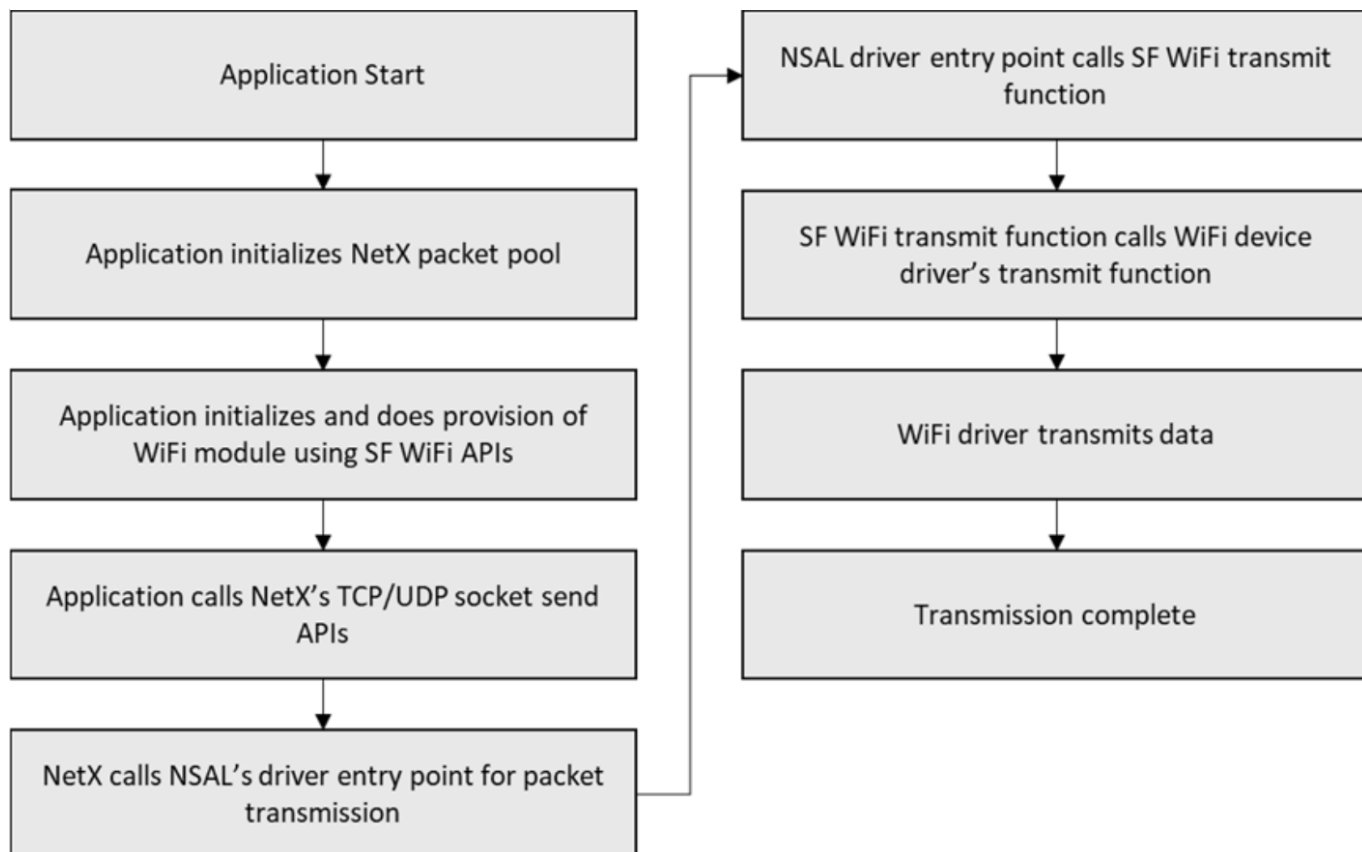 Application Start
Application initializes NetX packet pool
Application initializes and does provision of
WiFi module using SF WiFi APIs
Application calls NetX’s TCP/UDP socket send
APIs
NetX calls NSAL’s driver entry point for packet
transmission
NSAL driver entry point calls SF WiFi transmit
function
SF WiFi transmit function calls WiFi device
driver’s transmit function
WiFi driver transmits data
Transmission complete